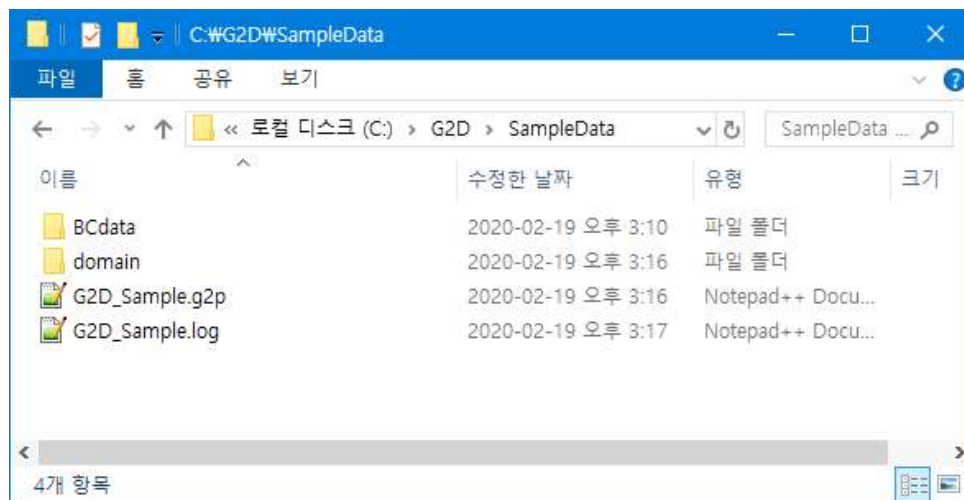 C:₩G2D₩SampleData
파일 홈 공유 보기
« 로컬 디스크 (C:) › G2D › SampleData SampleData ...
이름 수정한 날짜 유형 크기
BCdata 2020-02-19 오후 3:10 파일 폴더
domain 2020-02-19 오후 3:16 파일 폴더
G2D_Sample.g2p 2020-02-19 오후 3:16 Notepad++ Docu...
G2D_Sample.log 2020-02-19 오후 3:17 Notepad++ Docu...
4개 항목